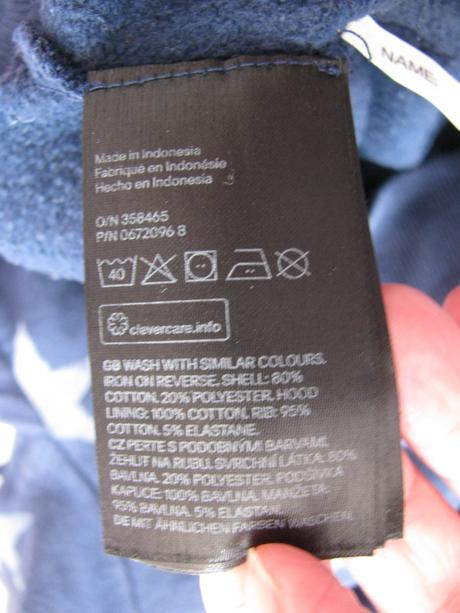 NAME
Made in Indonesia
Fabriqué en Indonésie
Hecho en Indonesia
O/N 358465
P/N 0672096 8
40
clevercare.info
GB WASH WITH SIMILAR COLOURS.
IRON ON REVERSE. SHELL: 80%
COTTON. 20% POLYESTER. HOOD
LINING: 100% COTTON. RIB: 95%
COTTON. 5% ELASTANE.
CZ PERTE S PODOBNÝMI BARVAMI.
ŽEHLIT NA RUBU. SVRCHNÍ LÁTKA: 80%
BAVLNA. 20% POLYESTER. PODŠÍVKA
KAPUCE: 100% BAVLNA. MANŽETA:
95% BAVLNA. 5% ELASTAN.
DE MIT ÄHNLICHEN FARBEN WASCHEN.